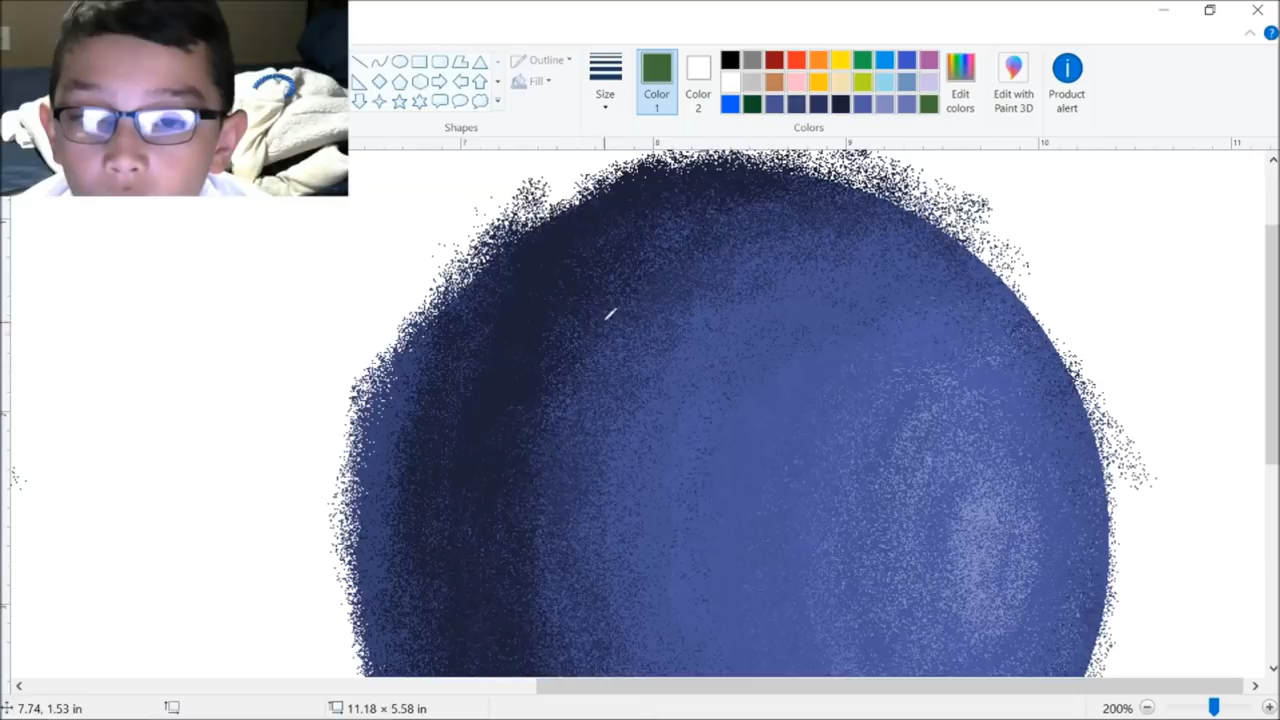 Outline
Fill
Shapes
Size
Color 1
Color 2
Colors
Edit colors
Edit with Paint 3D
Product alert
7
8
9
10
11
7.74, 1.53 in
11.18 × 5.58 in
200%